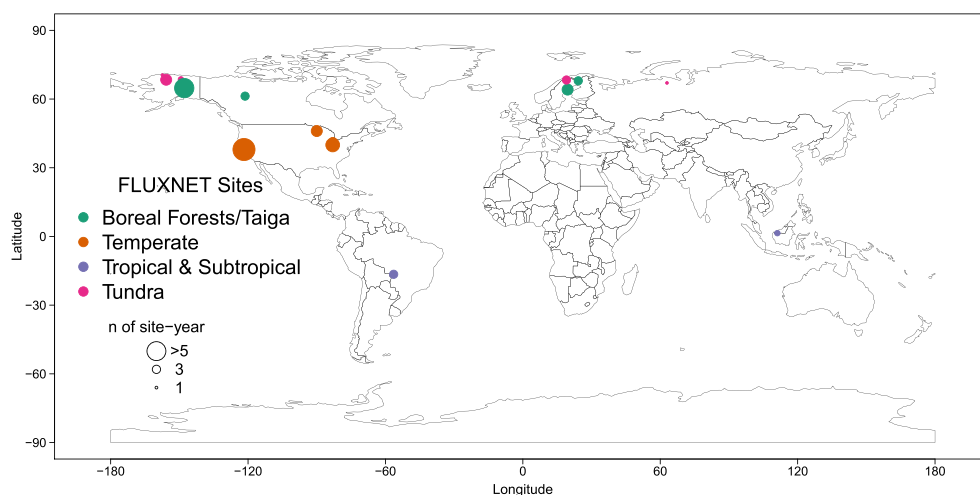 90
60
30
0
−30
−60
−90
Latitude
FLUXNET Sites
Boreal Forests/Taiga
Temperate
Tropical & Subtropical
Tundra
n of site−year
>5
3
1
−180 −120 −60 0 60 120 180
Longitude